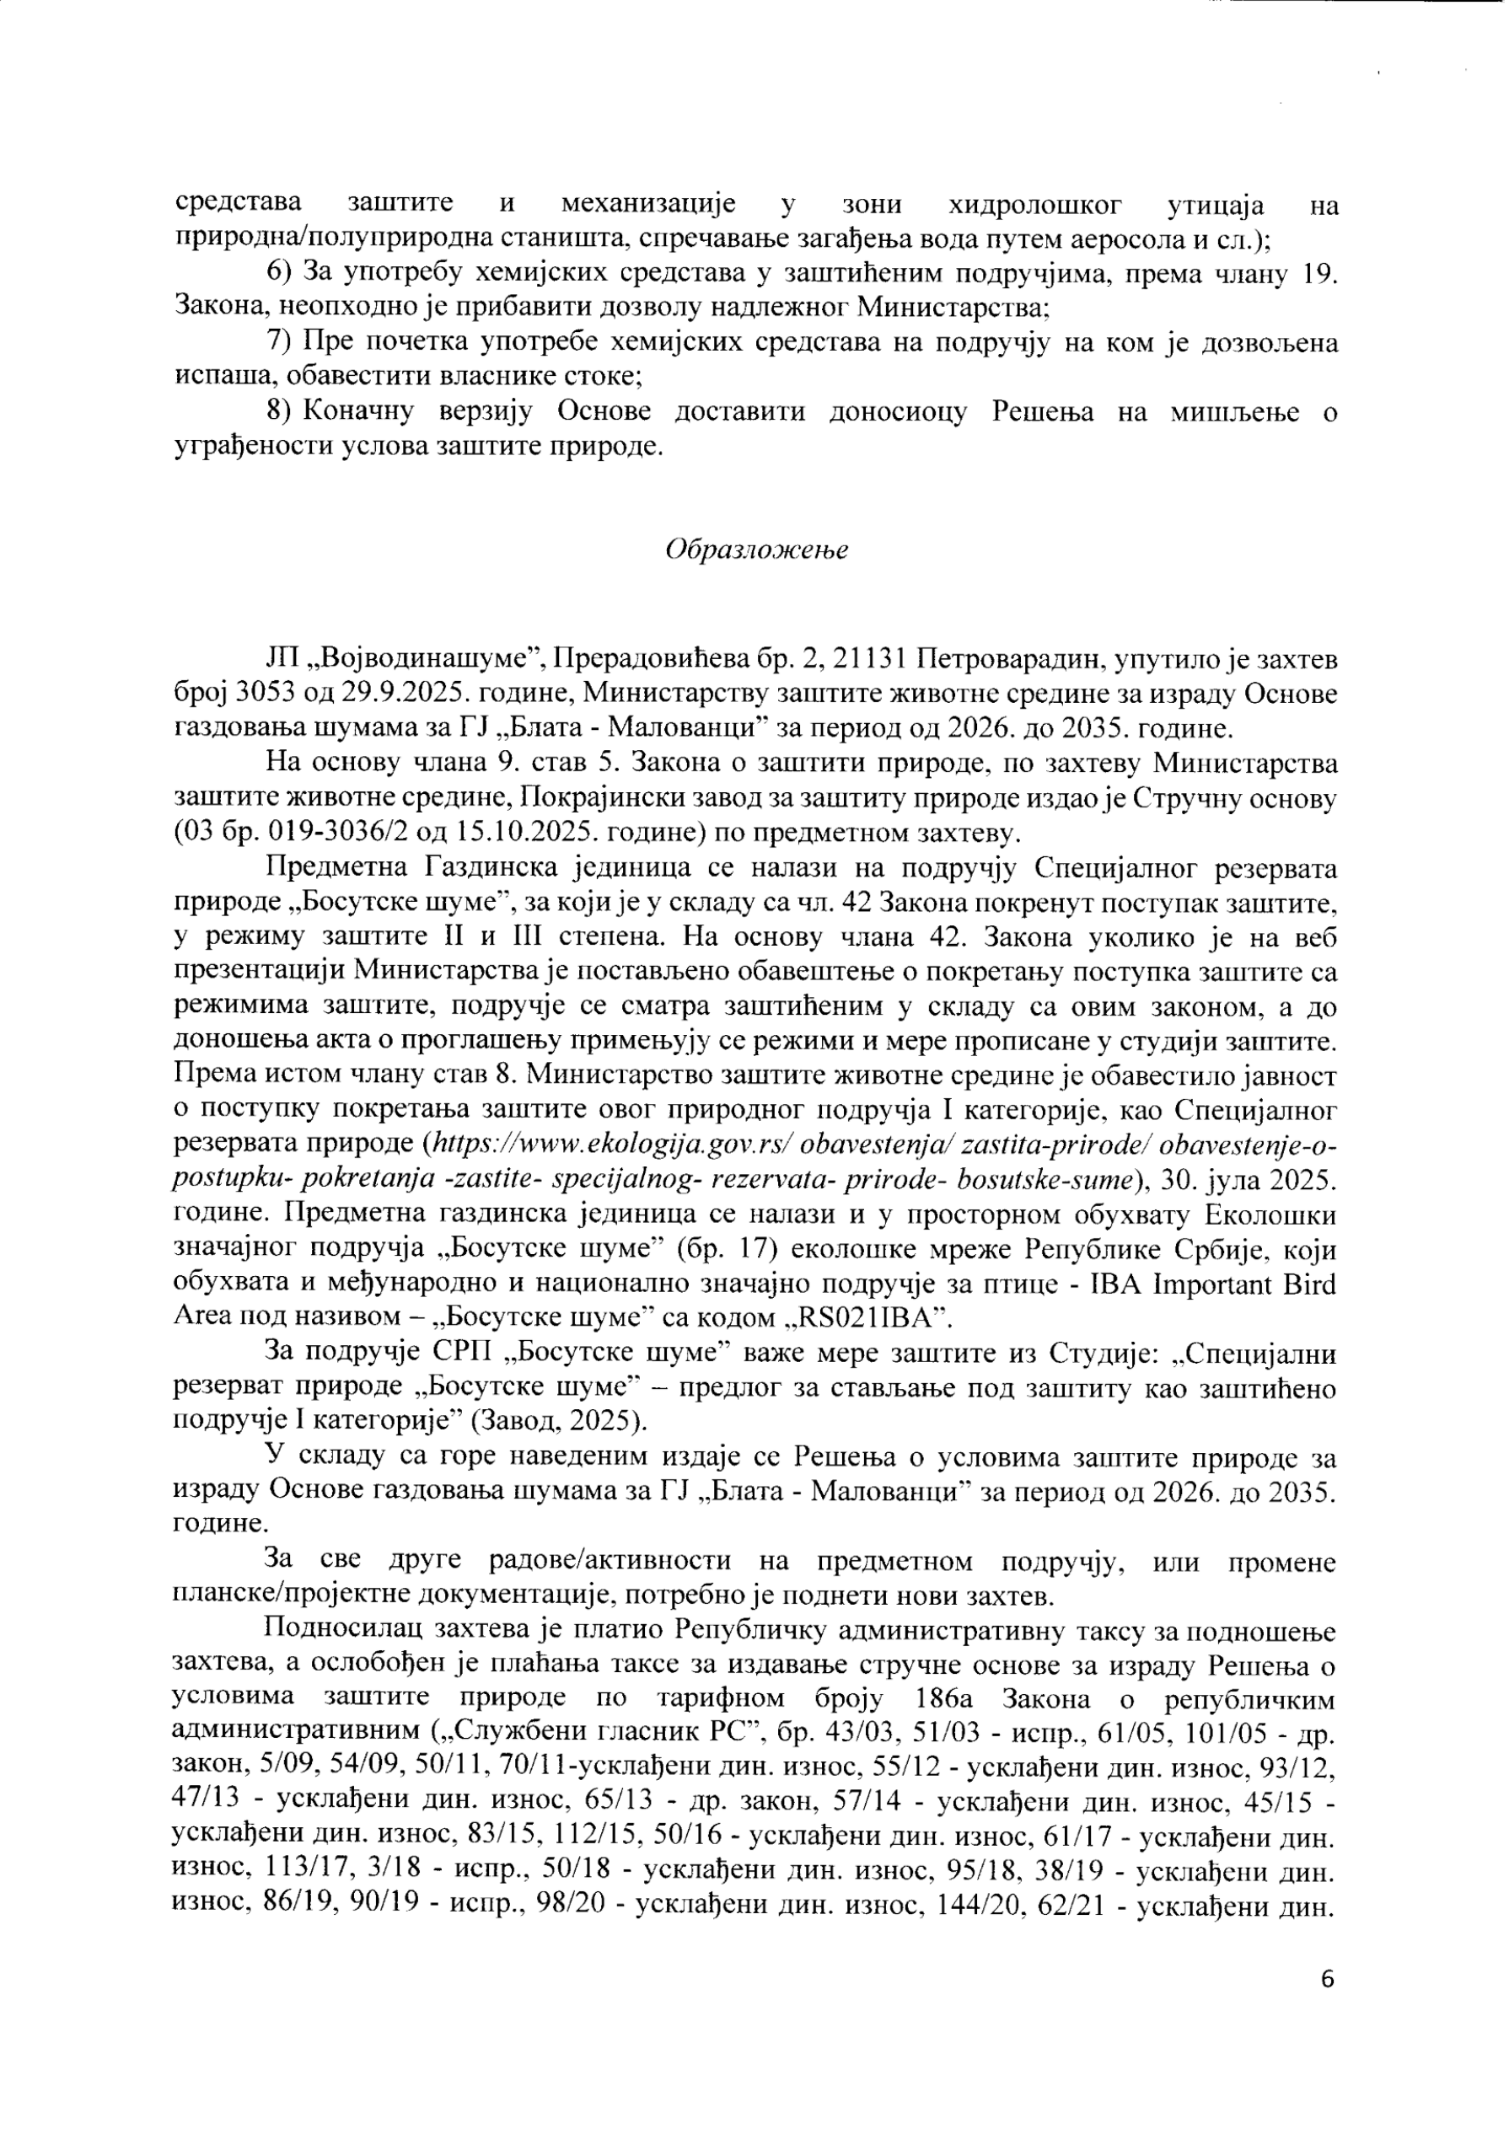 средстава заштите и механизације у зони хидролошког утицаја на
природна/полуприродна станишта, спречавање загађења вода путем аеросола и сл.);
6) За употребу хемијских средстава у заштићеним подручјима, према члану 19.
Закона, неопходно је прибавити дозволу надлежног Министарства;
7) Пре почетка употребе хемијских средстава на подручју на ком је дозвољена
испаша, обавестити власнике стоке;
8) Коначну верзију Основе доставити доносиоцу Решења на мишљење о
уграђености услова заштите природе.
Образложење
ЈП „Војводинашуме”, Прерадовићева бр. 2, 21131 Петроварадин, упутило је захтев
број 3053 од 29.9.2025. године, Министарству заштите животне средине за израду Основе
газдовања шумама за ГЈ „Блата - Малованци” за период од 2026. до 2035. године.
На основу члана 9. став 5. Закона о заштити природе, по захтеву Министарства
заштите животне средине, Покрајински завод за заштиту природе издао је Стручну основу
(03 бр. 019-3036/2 од 15.10.2025. године) по предметном захтеву.
Предметна Газдинска јединица се налази на подручју Специјалног резервата
природе „Босутске шуме”, за који је у складу са чл. 42 Закона покренут поступак заштите,
у режиму заштите II и III степена. На основу члана 42. Закона уколико је на веб
презентацији Министарства је постављено обавештење о покретању поступка заштите са
режимима заштите, подручје се сматра заштићеним у складу са овим законом, а до
доношења акта о проглашењу примењују се режими и мере прописане у студији заштите.
Према истом члану став 8. Министарство заштите животне средине је обавестило јавност
о поступку покретања заштите овог природног подручја I категорије, као Специјалног
резервата природе (https://www.ekologija.gov.rs/ obavestenja/ zastita-prirode/ obavestenje-o-
postupku- pokretanja -zastite- specijalnog- rezervata- prirode- bosutske-sume), 30. јула 2025.
године. Предметна газдинска јединица се налази и у просторном обухвату Еколошки
значајног подручја „Босутске шуме” (бр. 17) еколошке мреже Републике Србије, који
обухвата и међународно и национално значајно подручје за птице - IBA Important Bird
Area под називом – „Босутске шуме” са кодом „RS021IBA”.
За подручје СРП „Босутске шуме” важе мере заштите из Студије: „Специјални
резерват природе „Босутске шуме” – предлог за стављање под заштиту као заштићено
подручје I категорије” (Завод, 2025).
У складу са горе наведеним издаје се Решења о условима заштите природе за
израду Основе газдовања шумама за ГЈ „Блата - Малованци” за период од 2026. до 2035.
године.
За све друге радове/активности на предметном подручју, или промене
планске/пројектне документације, потребно је поднети нови захтев.
Подносилац захтева је платио Републичку административну таксу за подношење
захтева, а ослобођен је плаћања таксе за издавање стручне основе за израду Решења о
условима заштите природе по тарифном броју 186а Закона о републичким
административним („Службени гласник РС”, бр. 43/03, 51/03 - испр., 61/05, 101/05 - др.
закон, 5/09, 54/09, 50/11, 70/11-усклађени дин. износ, 55/12 - усклађени дин. износ, 93/12,
47/13 - усклађени дин. износ, 65/13 - др. закон, 57/14 - усклађени дин. износ, 45/15 -
усклађени дин. износ, 83/15, 112/15, 50/16 - усклађени дин. износ, 61/17 - усклађени дин.
износ, 113/17, 3/18 - испр., 50/18 - усклађени дин. износ, 95/18, 38/19 - усклађени дин.
износ, 86/19, 90/19 - испр., 98/20 - усклађени дин. износ, 144/20, 62/21 - усклађени дин.
6